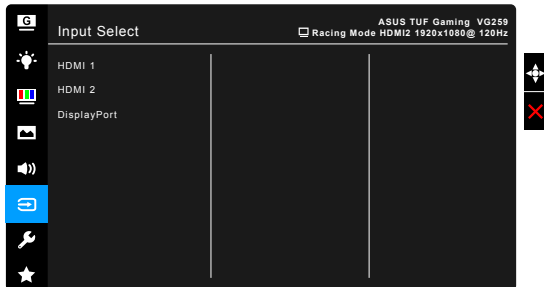 G
Input Select
ASUS TUF Gaming VG259
Racing Mode HDMI2 1920x1080@ 120Hz
HDMI 1
HDMI 2
DisplayPort